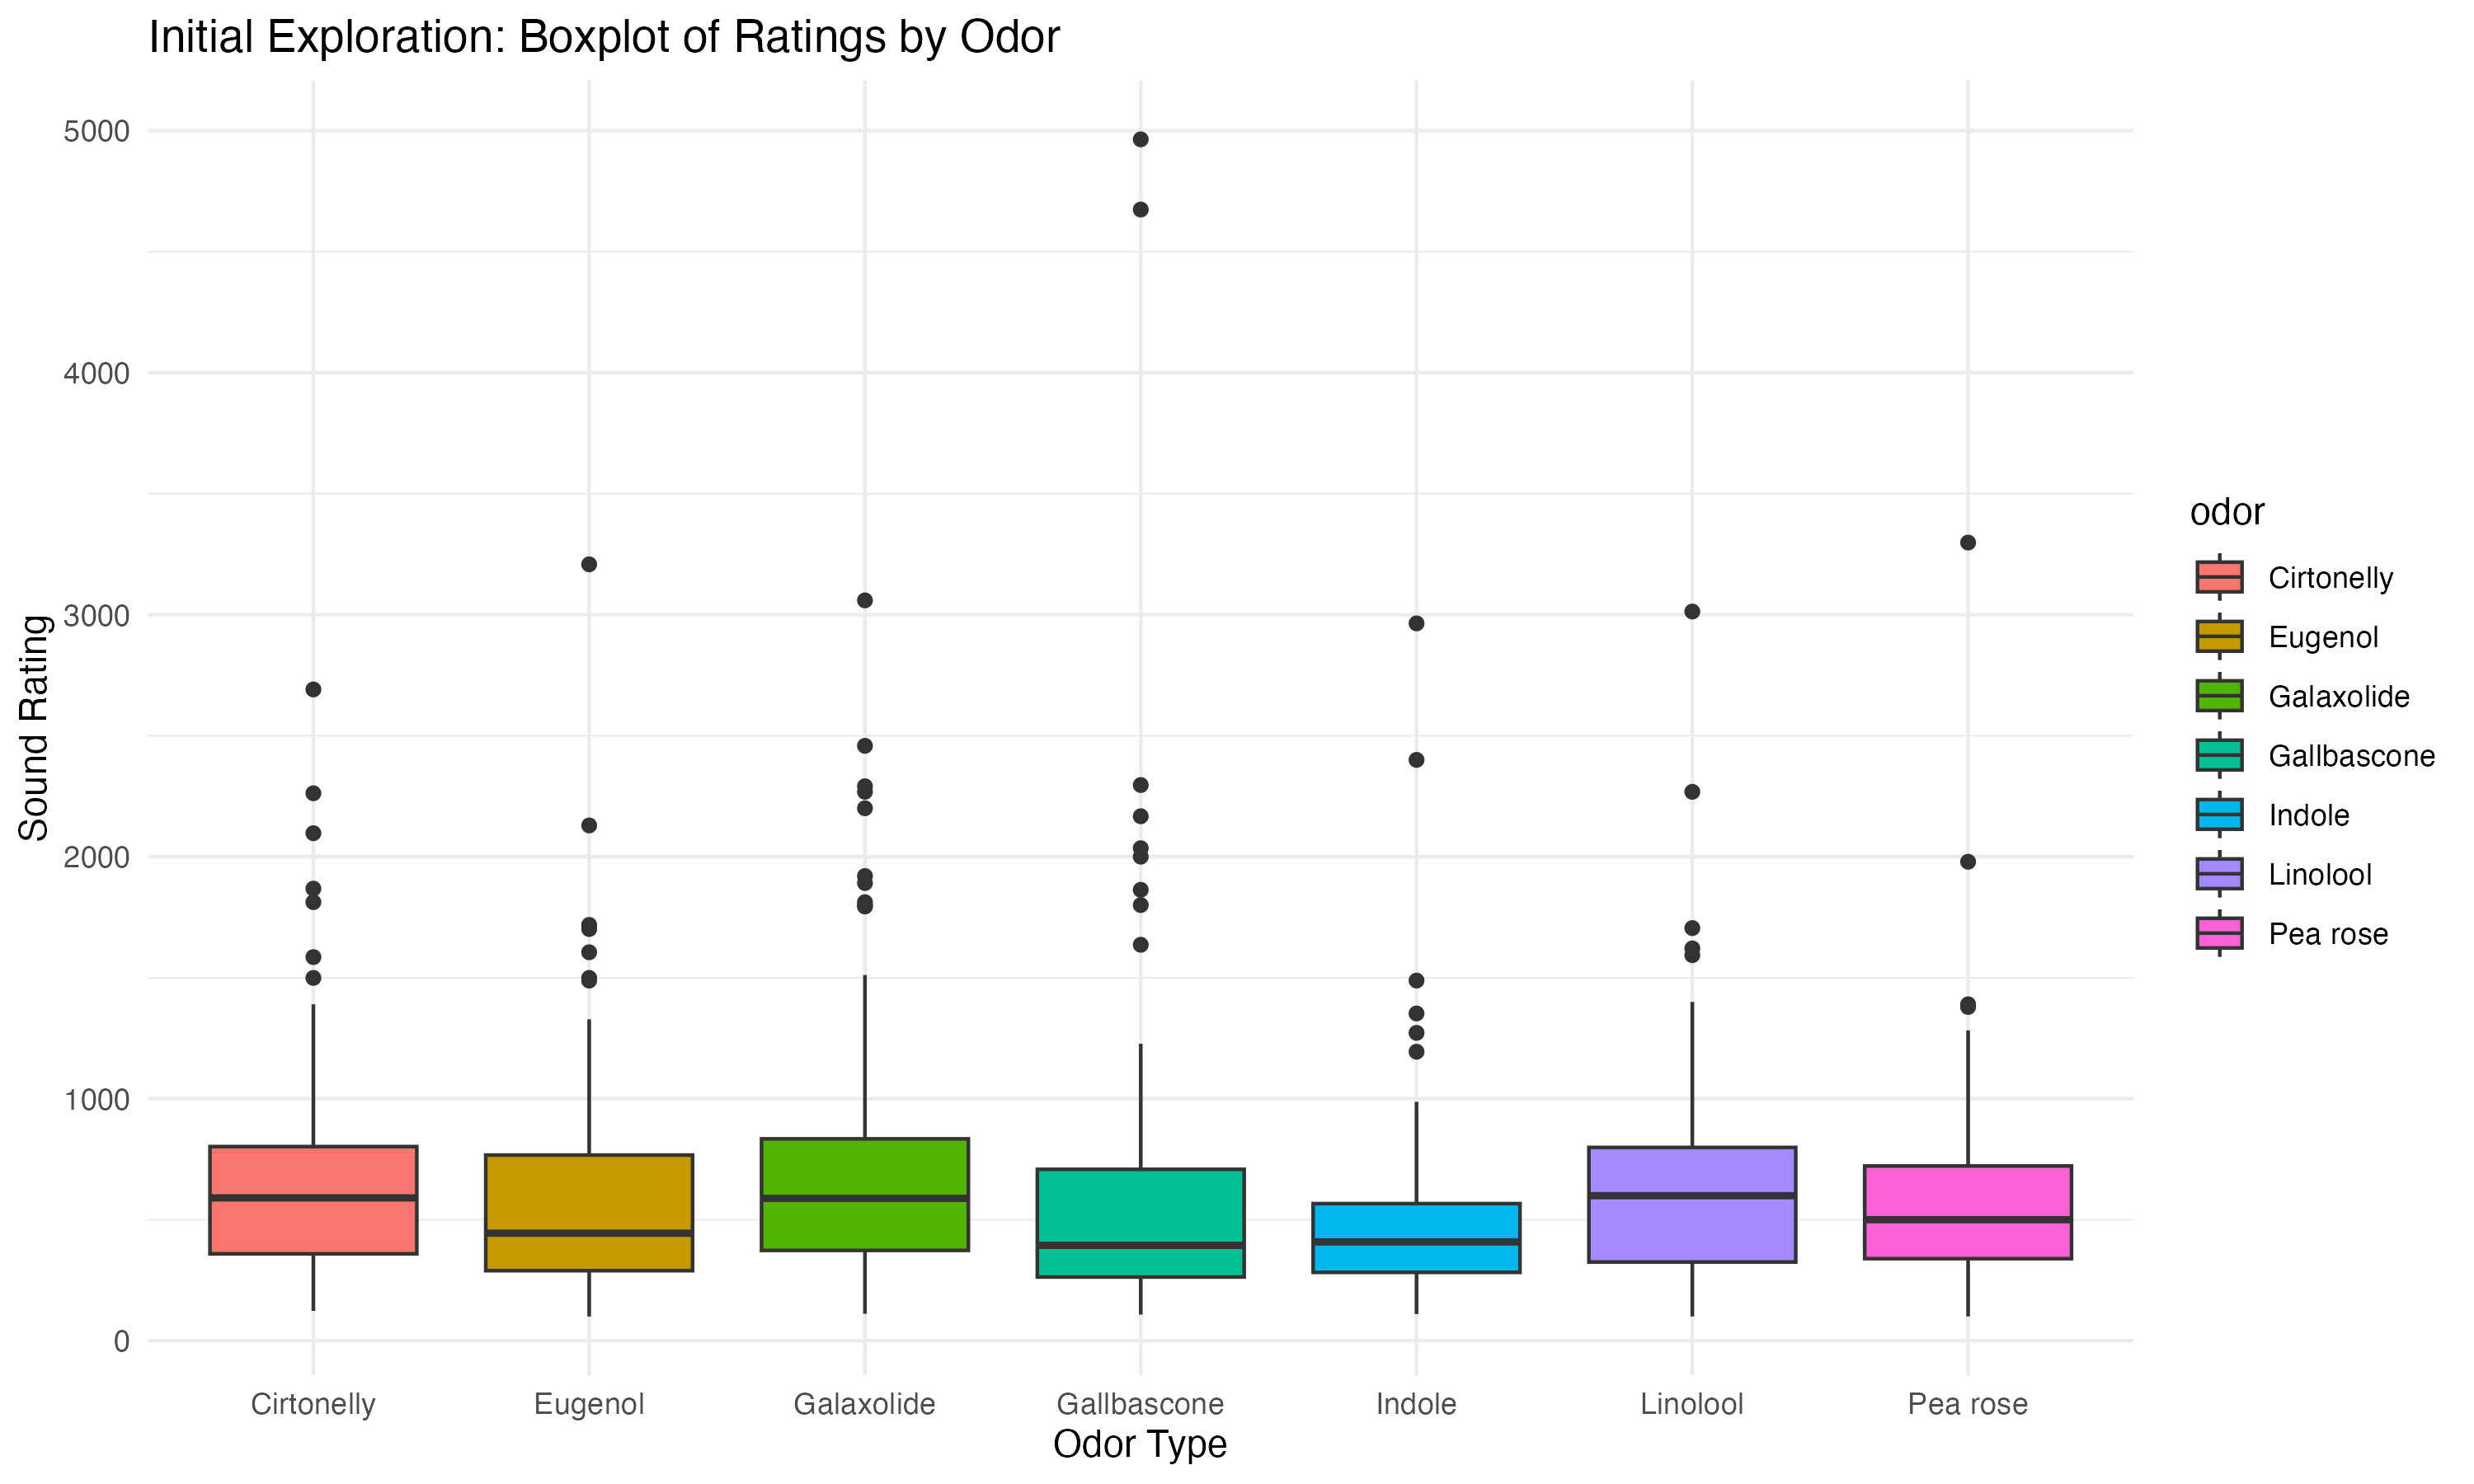 Initial Exploration: Boxplot of Ratings by Odor
5000
4000
3000
2000
1000
0
Sound Rating
Cirtonelly
Eugenol
Galaxolide
Gallbascone
Indole
Linolool
Pea rose
Odor Type
odor
Cirtonelly
Eugenol
Galaxolide
Gallbascone
Indole
Linolool
Pea rose